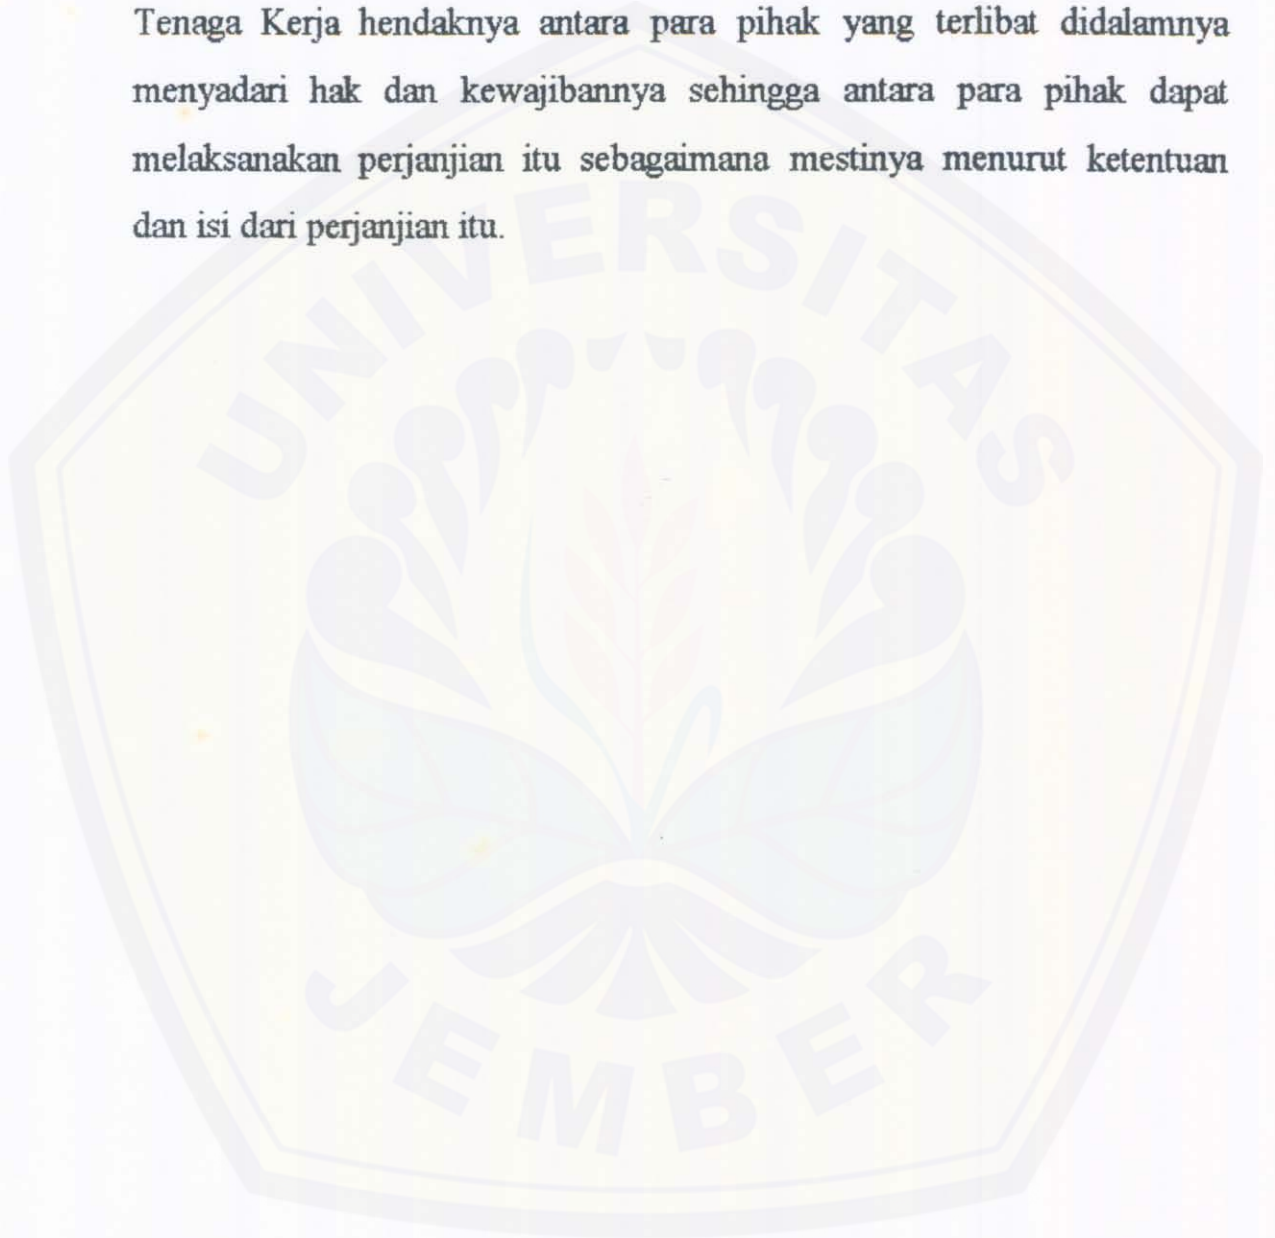 Tenaga Kerja hendaknya antara para pihak yang terlibat didalamnya
menyadari hak dan kewajibannya sehingga antara para pihak dapat
melaksanakan perjanjian itu sebagaimana mestinya menurut ketentuan
dan isi dari perjanjian itu.
UNIVERSITAS
JEMBER